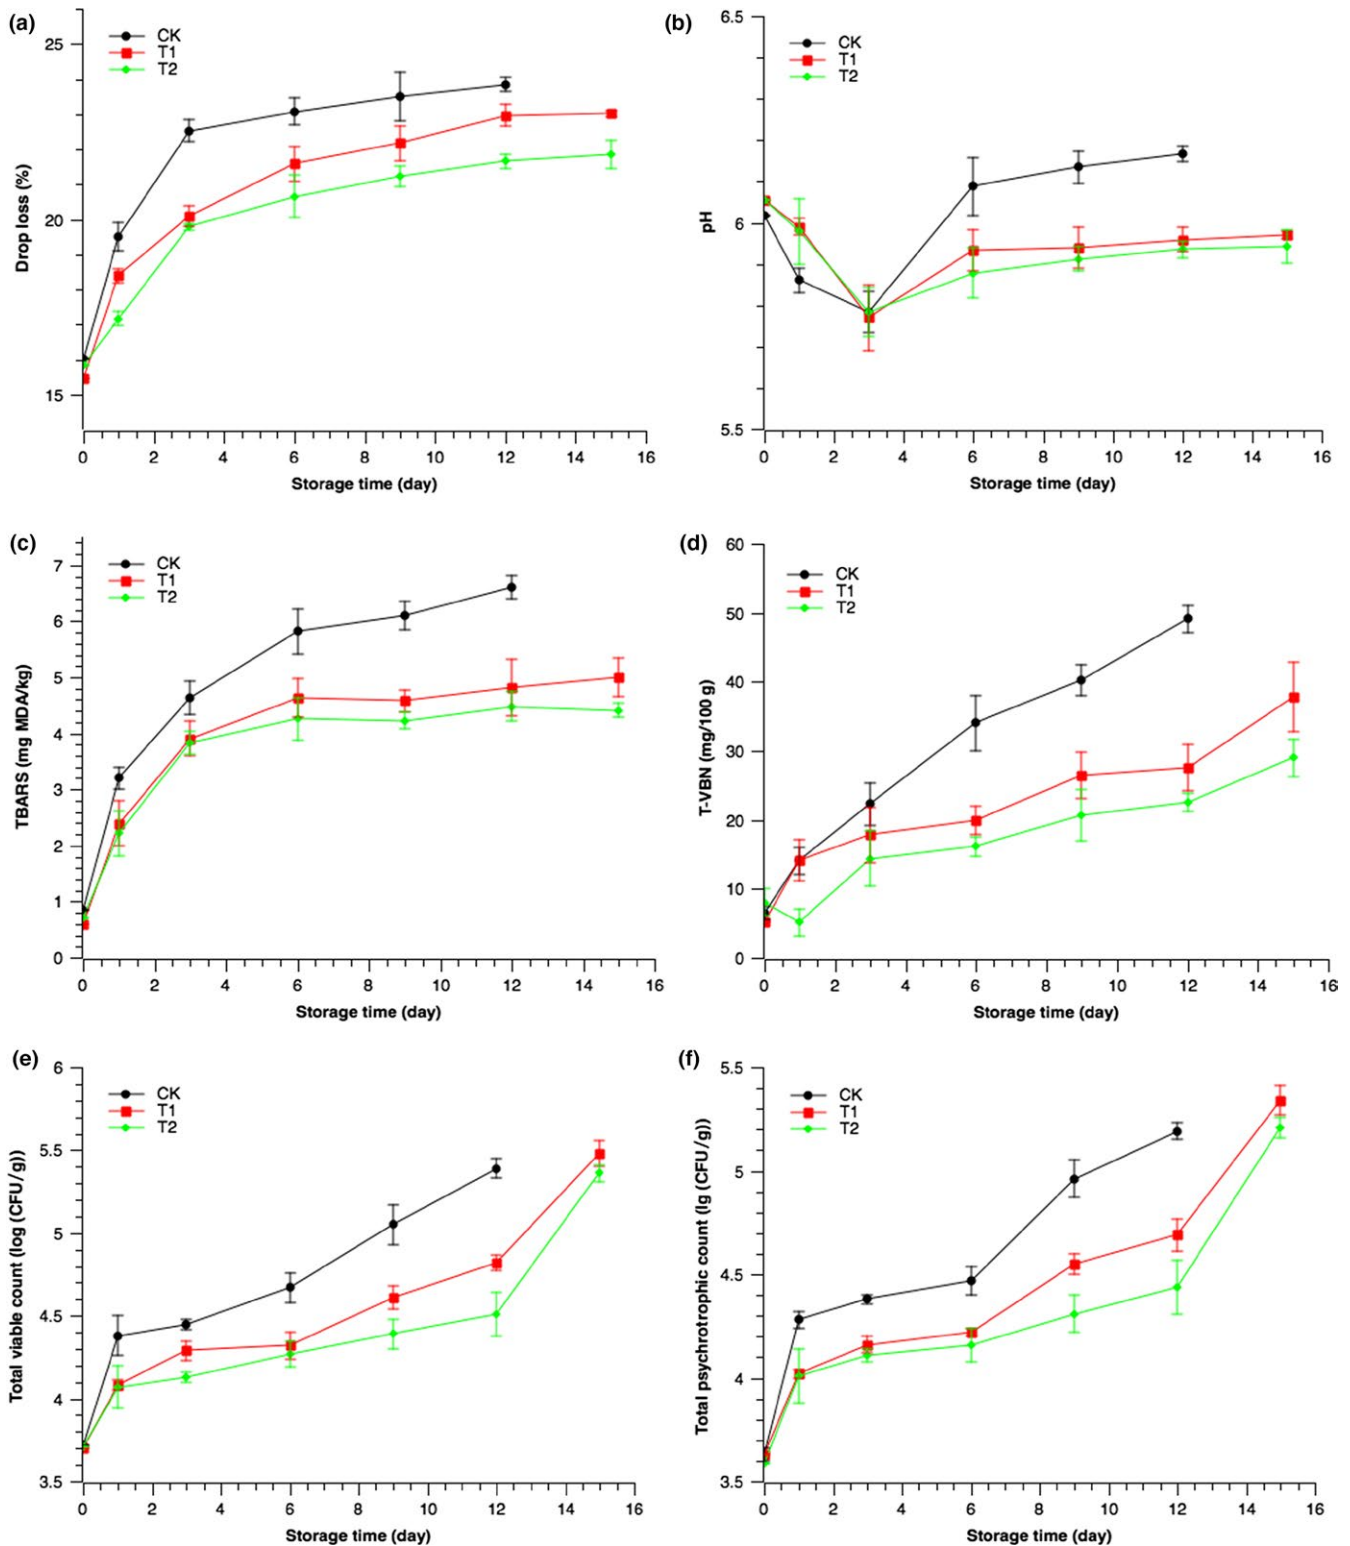 (a)
CK
T1
T2
25
20
15
Drop loss (%)
0 2 4 6 8 10 12 14 16
Storage time (day)
(b)
CK
T1
T2
6.5
6
5.5
pH
0 2 4 6 8 10 12 14 16
Storage time (day)
(c)
CK
T1
T2
7
6
5
4
3
2
1
0
TBARS (mg MDA/kg)
0 2 4 6 8 10 12 14 16
Storage time (day)
(d)
CK
T1
T2
60
50
40
30
20
10
0
T-VBN (mg/100 g)
0 2 4 6 8 10 12 14 16
Storage time (day)
(e)
CK
T1
T2
6
5.5
5
4.5
4
3.5
Total viable count (log (CFU/g))
0 2 4 6 8 10 12 14 16
Storage time (day)
(f)
CK
T1
T2
5.5
5
4.5
4
3.5
Total psychrotrophic count (lg (CFU/g))
0 2 4 6 8 10 12 14 16
Storage time (day)